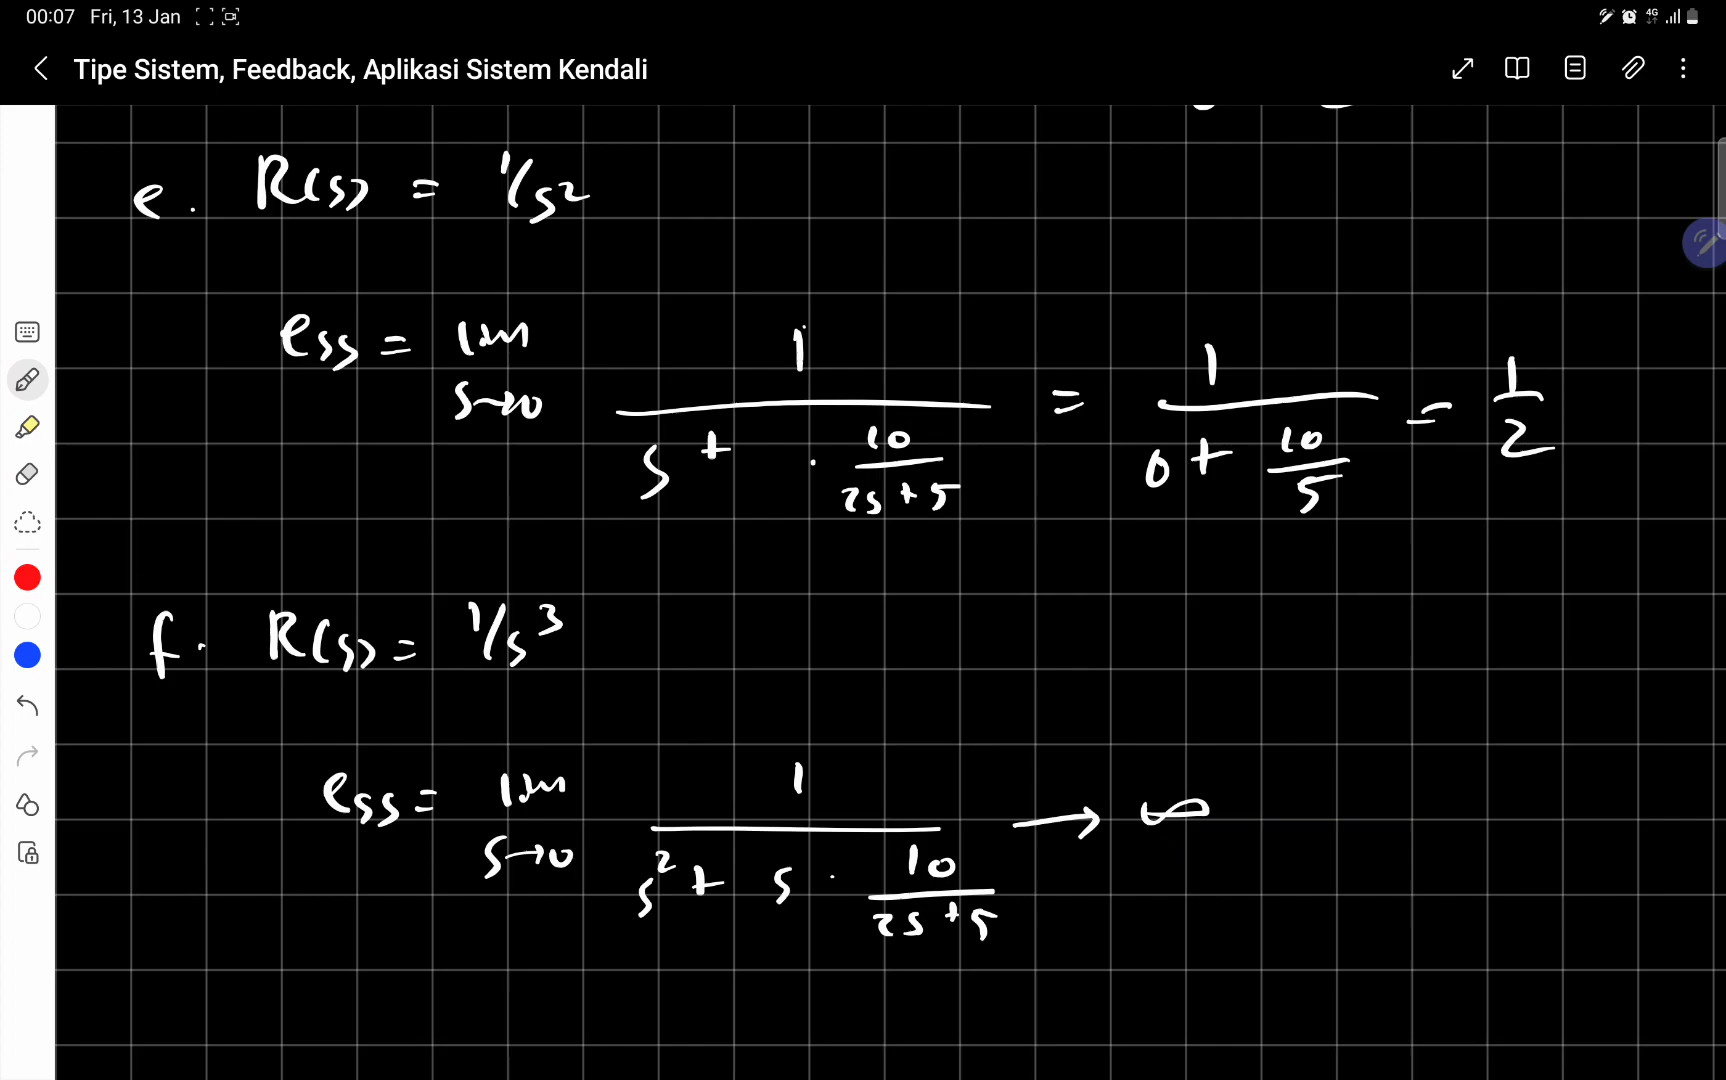 00:07 Fri, 13 Jan 4G
Tipe Sistem, Feedback, Aplikasi Sistem Kendali
e. R(s) = 1/s²
ess = lim s→0 1 / (s + · 10/(2s+5)) = 1 / (0 + 10/5) = 1/2
f. R(s) = 1/s³
ess = lim s→0 1 / (s² + s · 10/(2s+5)) → ∞